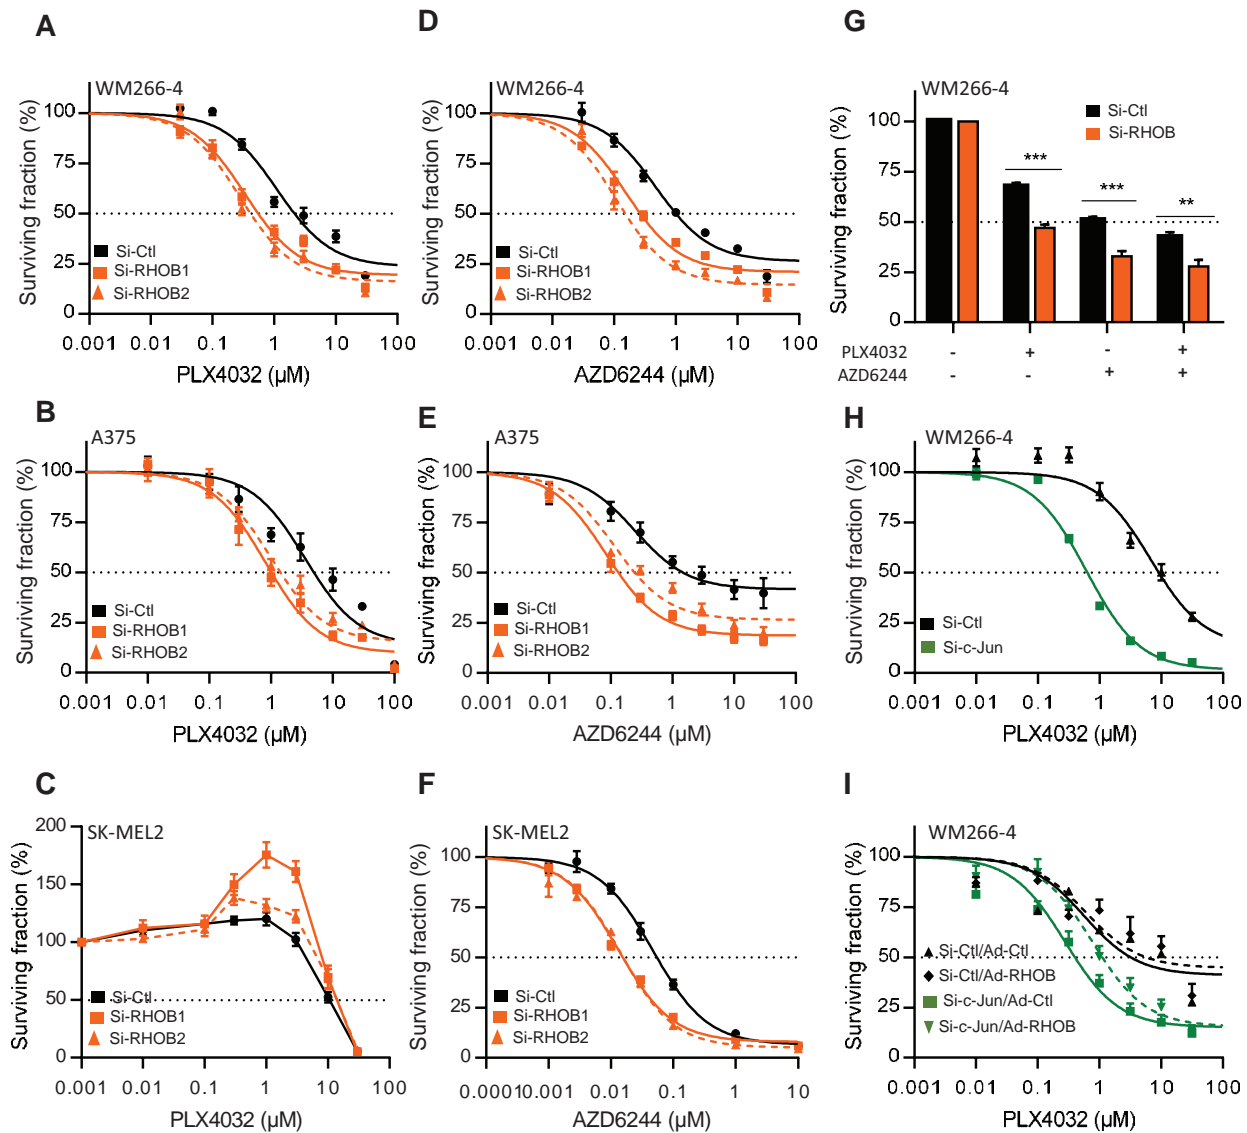 A
WM266-4
Surviving fraction (%)
100
75
50
25
0
Si-Ctl
Si-RHOB1
Si-RHOB2
0.001 0.01 0.1 1 10 100
PLX4032 (µM)
D
WM266-4
Surviving fraction (%)
100
75
50
25
0
Si-Ctl
Si-RHOB1
Si-RHOB2
0.001 0.01 0.1 1 10 100
AZD6244 (µM)
G
WM266-4
Surviving fraction (%)
100
75
50
25
0
Si-Ctl
Si-RHOB
***
***
**
PLX4032 - + - +
AZD6244 - - + +
B
A375
Surviving fraction (%)
100
75
50
25
0
Si-Ctl
Si-RHOB1
Si-RHOB2
0.001 0.01 0.1 1 10 100
PLX4032 (µM)
E
A375
Surviving fraction (%)
100
75
50
25
0
Si-Ctl
Si-RHOB1
Si-RHOB2
0.001 0.01 0.1 1 10 100
AZD6244 (µM)
H
WM266-4
Surviving fraction (%)
100
75
50
25
0
Si-Ctl
Si-c-Jun
0.001 0.01 0.1 1 10 100
PLX4032 (µM)
C
SK-MEL2
Surviving fraction (%)
200
150
100
50
0
Si-Ctl
Si-RHOB1
Si-RHOB2
0.001 0.01 0.1 1 10 100
PLX4032 (µM)
F
SK-MEL2
Surviving fraction (%)
100
75
50
25
0
Si-Ctl
Si-RHOB1
Si-RHOB2
0.0001 0.001 0.01 0.1 1 10
AZD6244 (µM)
I
WM266-4
Surviving fraction (%)
100
75
50
25
0
Si-Ctl/Ad-Ctl
Si-Ctl/Ad-RHOB
Si-c-Jun/Ad-Ctl
Si-c-Jun/Ad-RHOB
0.001 0.01 0.1 1 10 100
PLX4032 (µM)